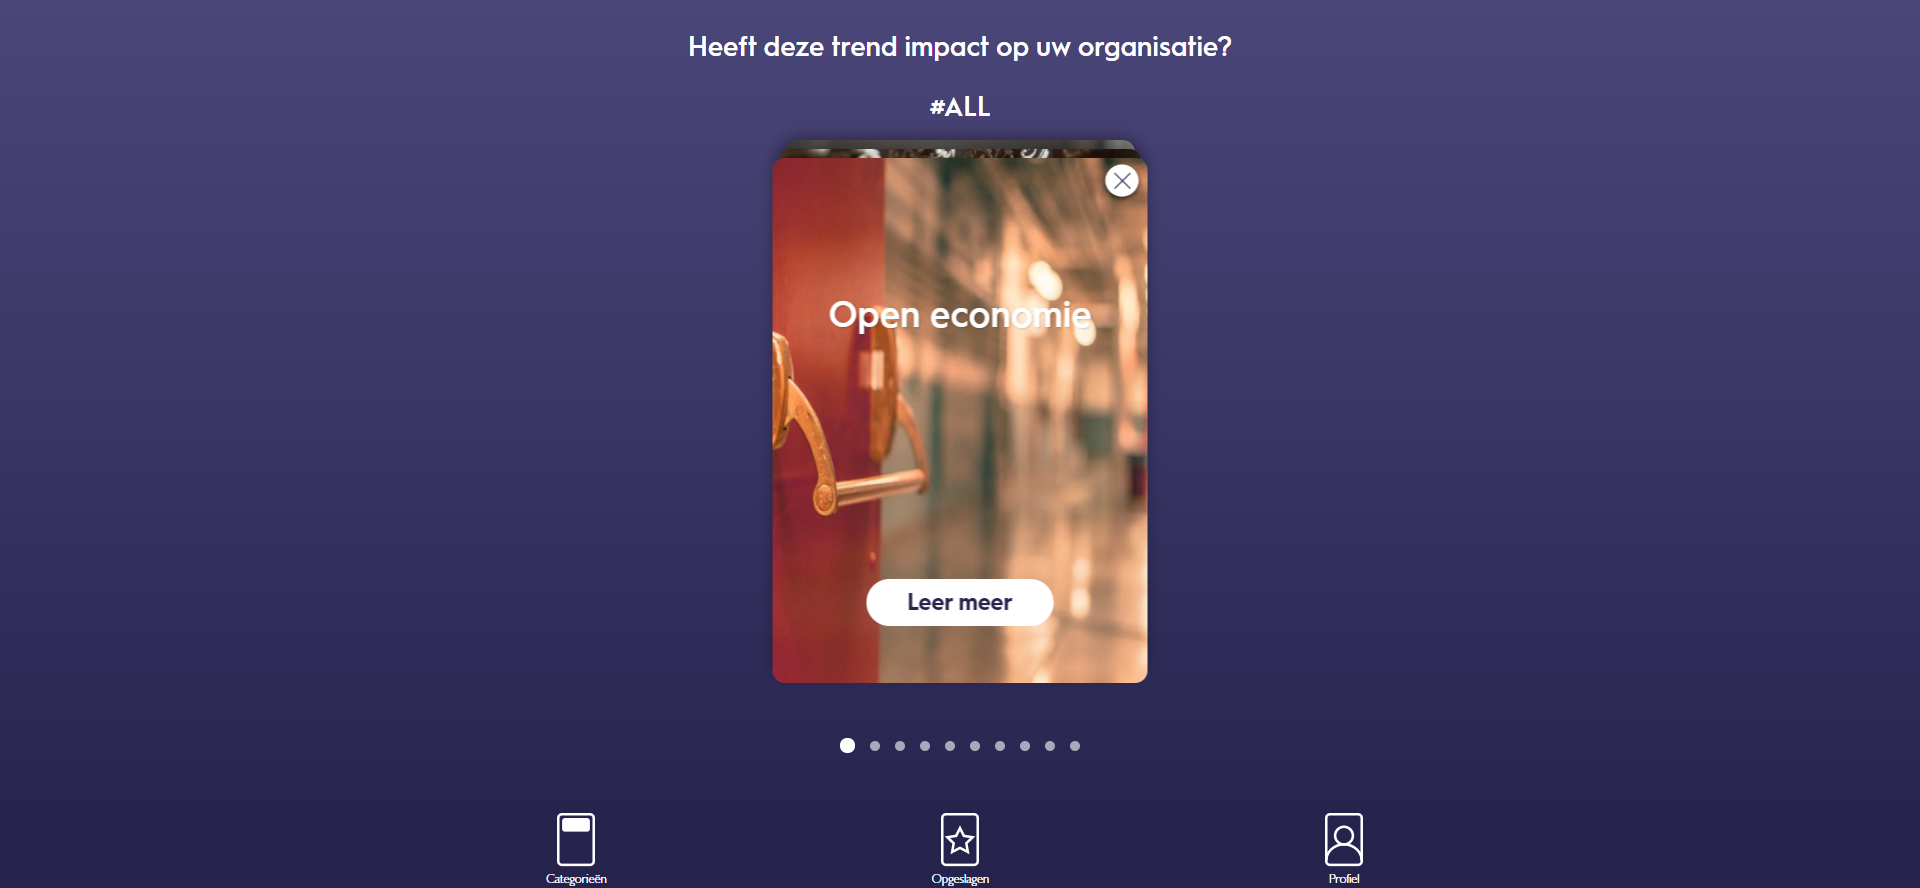 Heeft deze trend impact op uw organisatie?
#ALL
Open economie
Leer meer
Categorieën
Opgeslagen
Profiel